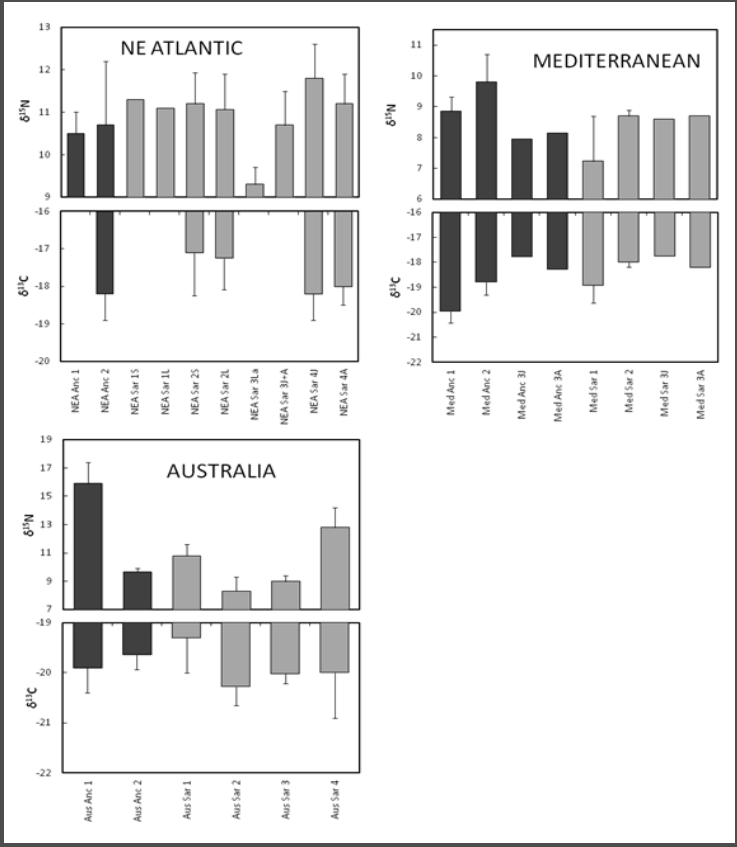 NE ATLANTIC
13
12
11
10
9
δ15N
-16
-17
-18
-19
-20
δ13C
NEA Anc 1
NEA Anc 2
NEA Sar 1S
NEA Sar 1L
NEA Sar 2S
NEA Sar 2L
NEA Sar 3La
NEA Sar 3J+A
NEA Sar 4J
NEA Sar 4A
MEDITERRANEAN
11
10
9
8
7
6
δ15N
-16
-17
-18
-19
-20
-21
-22
δ13C
Med Anc 1
Med Anc 2
Med Anc 3J
Med Anc 3A
Med Sar 1
Med Sar 2
Med Sar 3J
Med Sar 3A
AUSTRALIA
19
17
15
13
11
9
7
δ15N
-19
-20
-21
-22
δ13C
Aus Anc 1
Aus Anc 2
Aus Sar 1
Aus Sar 2
Aus Sar 3
Aus Sar 4